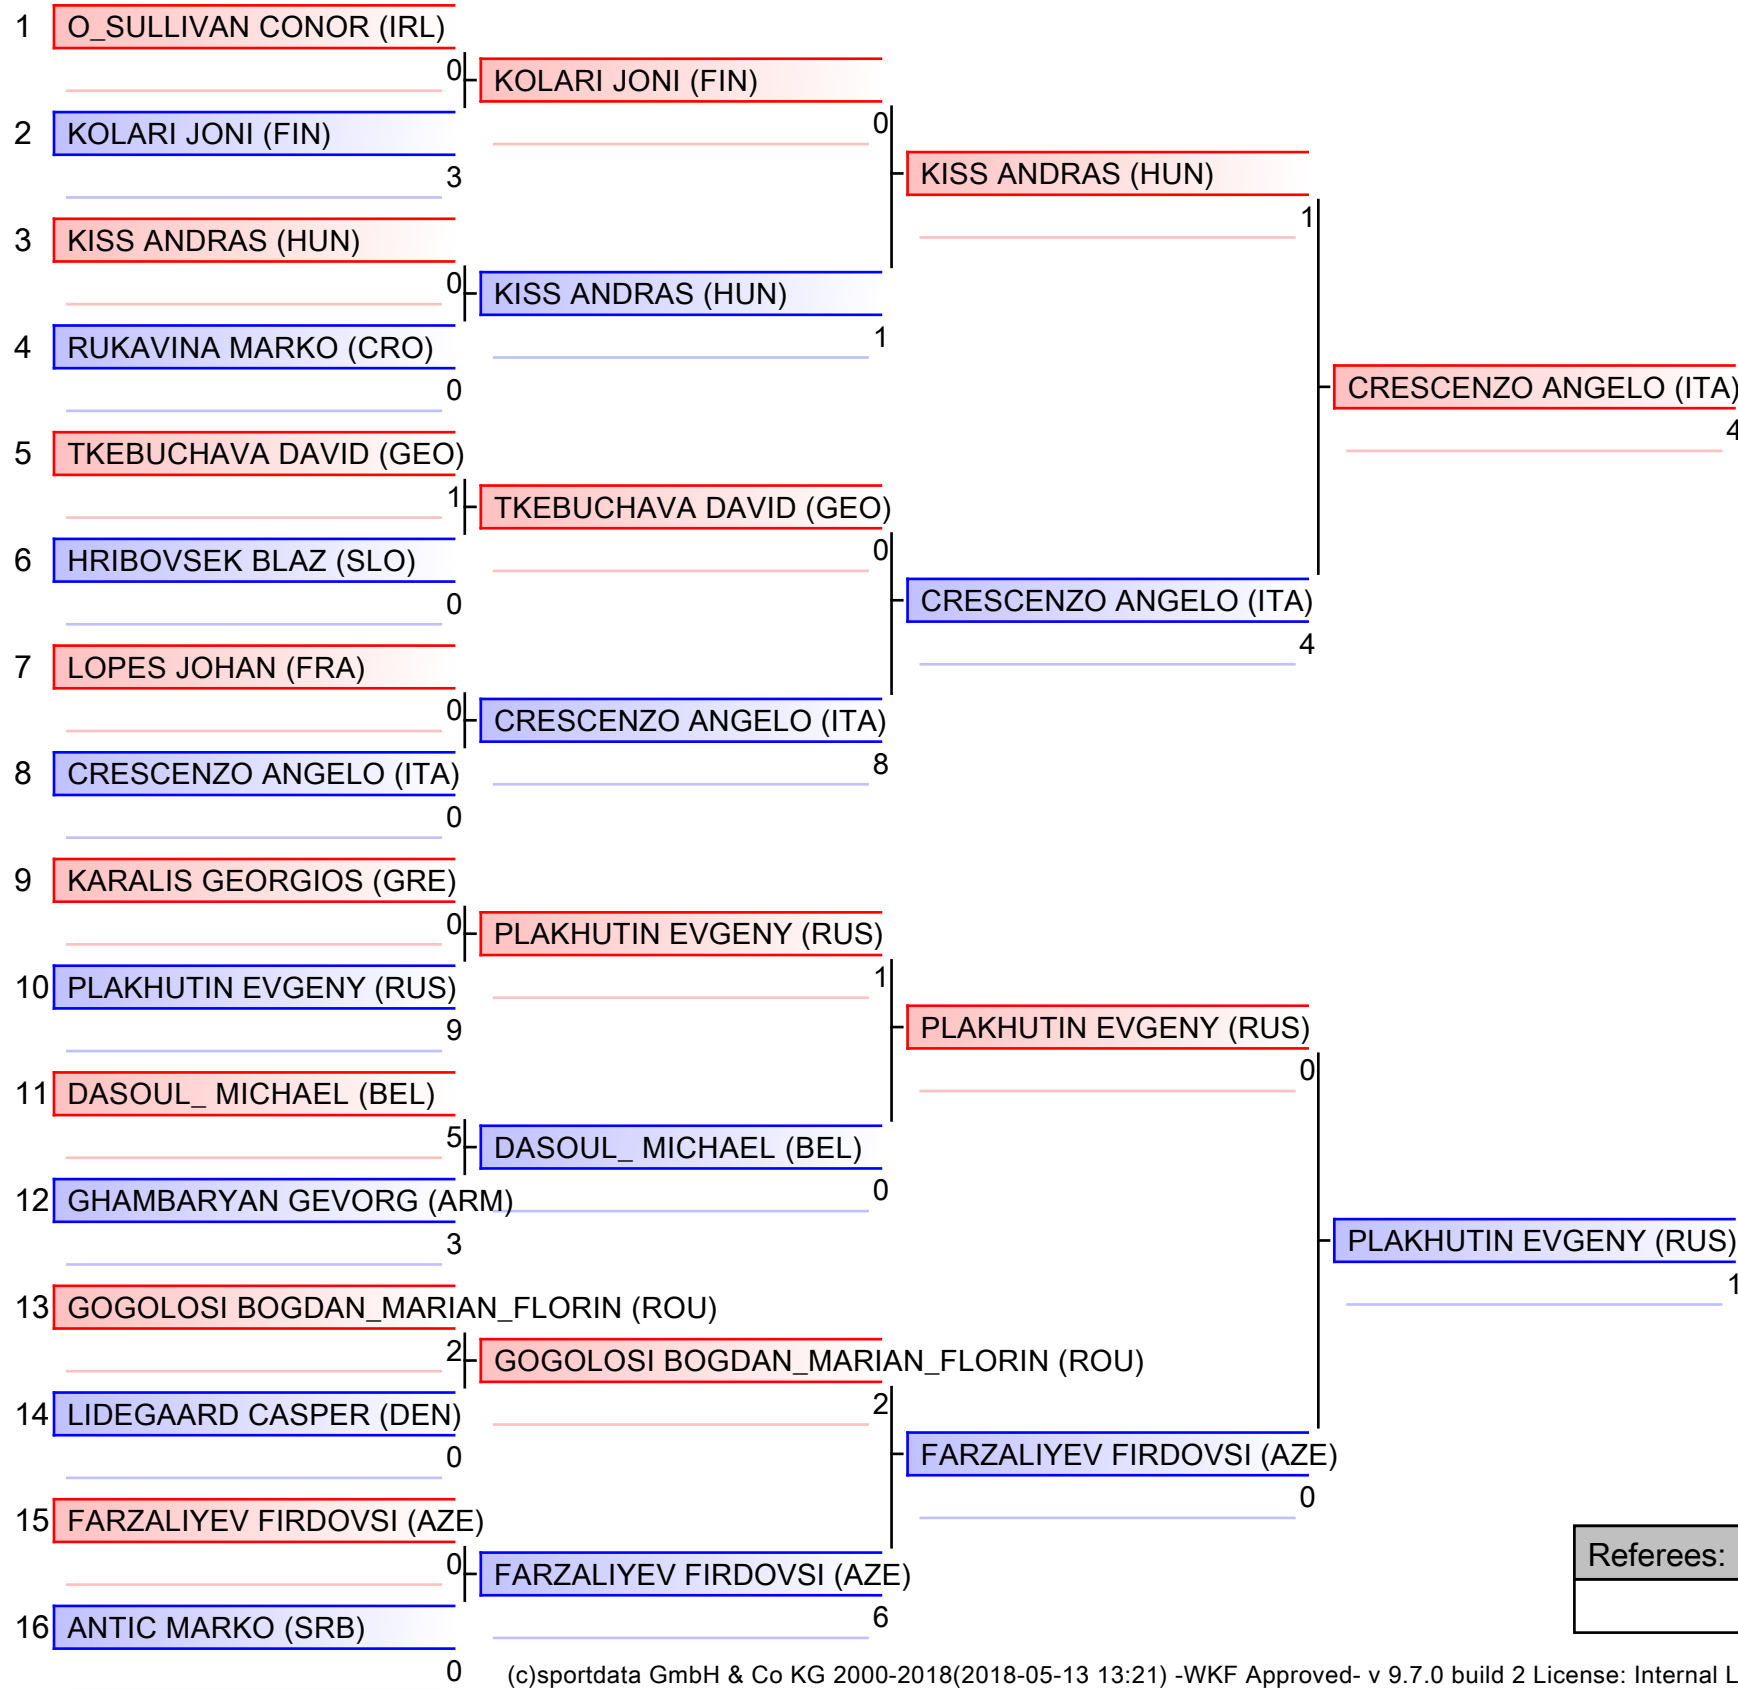 1 O_SULLIVAN CONOR (IRL)
0
KOLARI JONI (FIN)
0
2 KOLARI JONI (FIN)
3
KISS ANDRAS (HUN)
1
3 KISS ANDRAS (HUN)
0
KISS ANDRAS (HUN)
1
4 RUKAVINA MARKO (CRO)
0
CRESCENZO ANGELO (ITA)
4
5 TKEBUCHAVA DAVID (GEO)
1
TKEBUCHAVA DAVID (GEO)
0
6 HRIBOVSEK BLAZ (SLO)
0
CRESCENZO ANGELO (ITA)
4
7 LOPES JOHAN (FRA)
0
CRESCENZO ANGELO (ITA)
8
8 CRESCENZO ANGELO (ITA)
0
9 KARALIS GEORGIOS (GRE)
0
PLAKHUTIN EVGENY (RUS)
1
10 PLAKHUTIN EVGENY (RUS)
9
PLAKHUTIN EVGENY (RUS)
0
11 DASOUL_ MICHAEL (BEL)
5
DASOUL_ MICHAEL (BEL)
0
12 GHAMBARYAN GEVORG (ARM)
3
PLAKHUTIN EVGENY (RUS)
1
13 GOGOLOSI BOGDAN_MARIAN_FLORIN (ROU)
2
GOGOLOSI BOGDAN_MARIAN_FLORIN (ROU)
2
14 LIDEGAARD CASPER (DEN)
0
FARZALIYEV FIRDOVSI (AZE)
0
15 FARZALIYEV FIRDOVSI (AZE)
0
FARZALIYEV FIRDOVSI (AZE)
6
16 ANTIC MARKO (SRB)
0
Referees:
(c)sportdata GmbH & Co KG 2000-2018(2018-05-13 13:21) -WKF Approved- v 9.7.0 build 2 License: Internal L